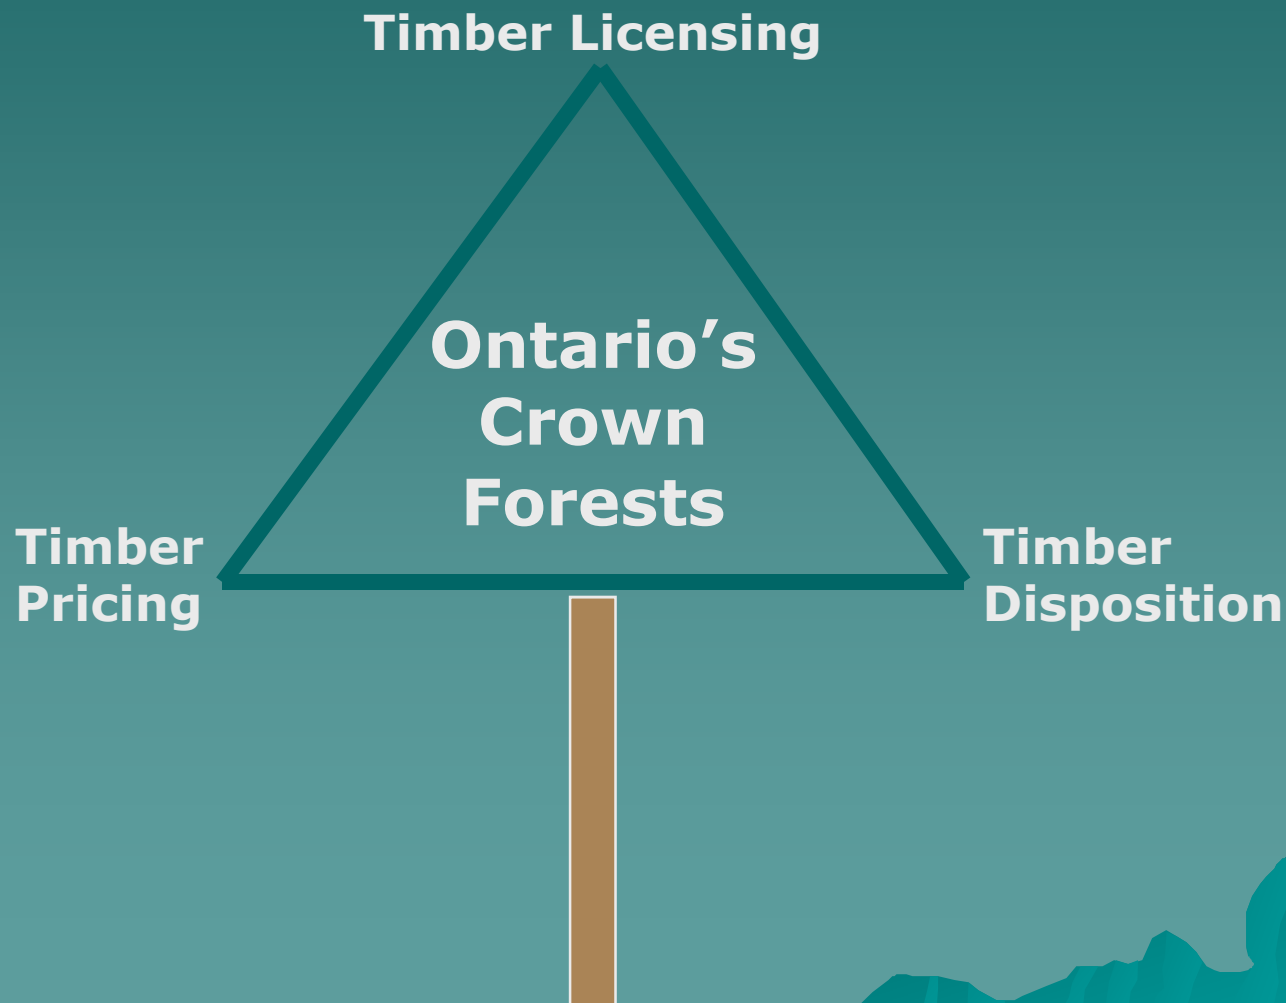 Timber Licensing
Ontario’s
Crown
Forests
Timber
Pricing
Timber
Disposition